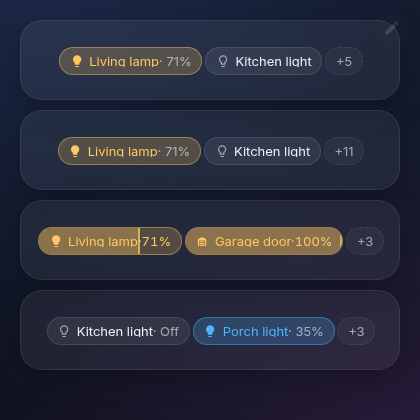 Living lamp · 71% Kitchen light +5
Living lamp · 71% Kitchen light +11
Living lamp · 71% Garage door · 100% +3
Kitchen light · Off Porch light · 35% +3